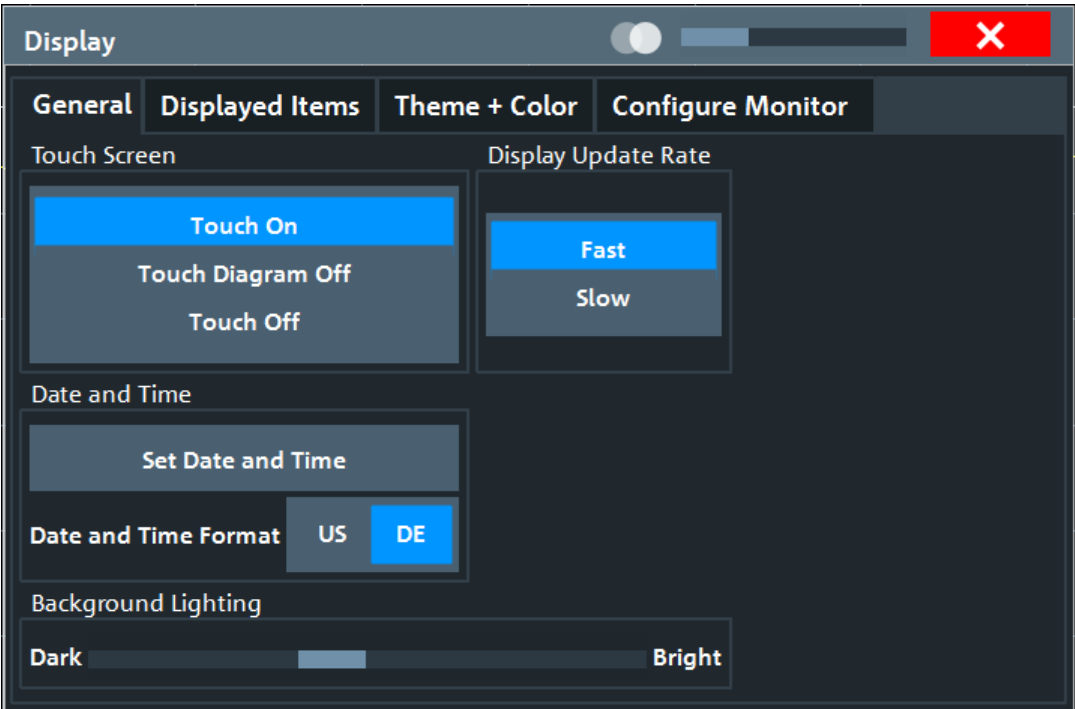 Display
General Displayed Items Theme + Color Configure Monitor
Touch Screen
Touch On
Touch Diagram Off
Touch Off
Display Update Rate
Fast
Slow
Date and Time
Set Date and Time
Date and Time Format US DE
Background Lighting
Dark Bright